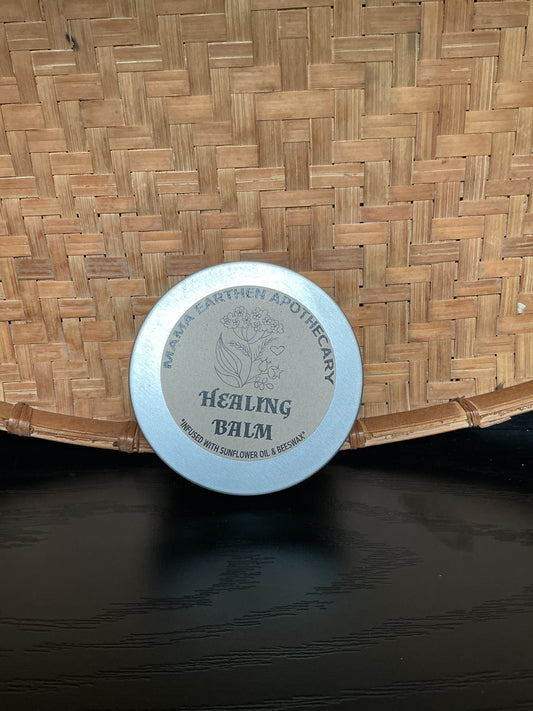 MAMA EARTHEN APOTHECARY
HEALING
BALM
*INFUSED WITH SUNFLOWER OIL & BEESWAX*